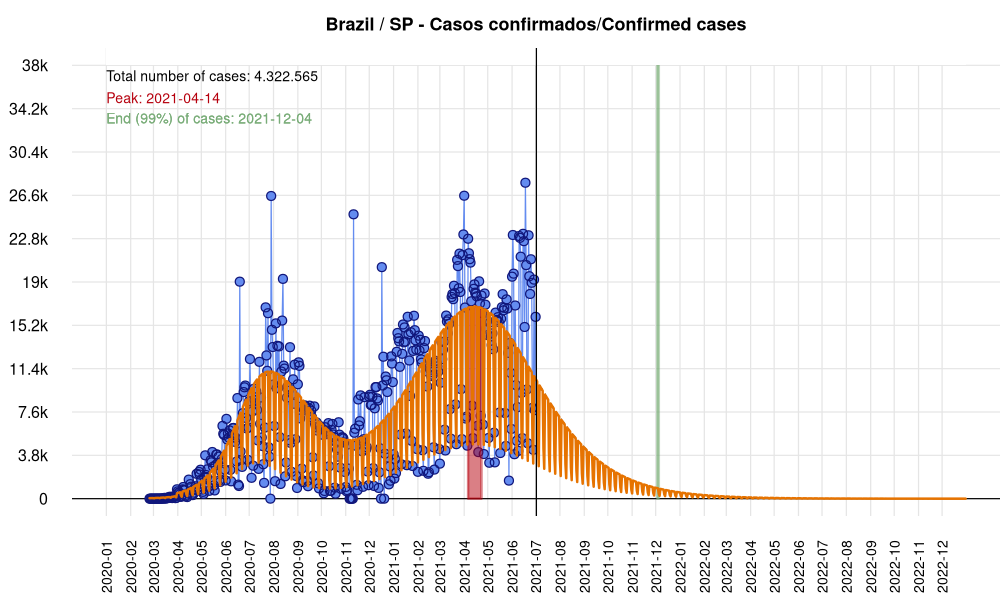 Brazil / SP - Casos confirmados/Confirmed cases
Total number of cases: 4.322.565
Peak: 2021-04-14
End (99%) of cases: 2021-12-04
38k
34.2k
30.4k
26.6k
22.8k
19k
15.2k
11.4k
7.6k
3.8k
0
2020-01
2020-02
2020-03
2020-04
2020-05
2020-06
2020-07
2020-08
2020-09
2020-10
2020-11
2020-12
2021-01
2021-02
2021-03
2021-04
2021-05
2021-06
2021-07
2021-08
2021-09
2021-10
2021-11
2021-12
2022-01
2022-02
2022-03
2022-04
2022-05
2022-06
2022-07
2022-08
2022-09
2022-10
2022-11
2022-12